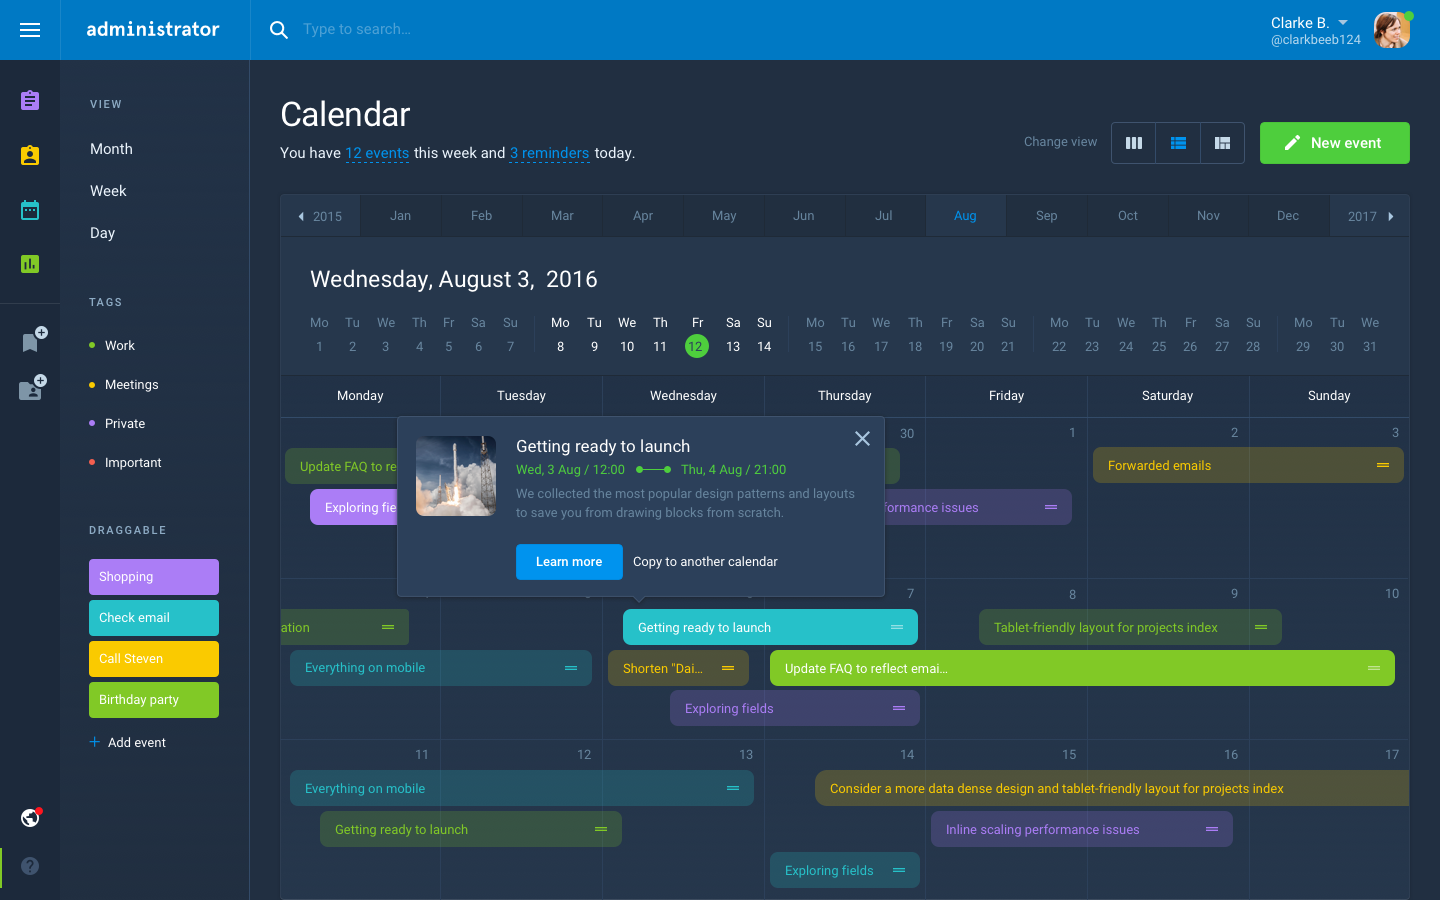 administrator
Type to search...
Clarke B.
@clarkbeeb124
VIEW
Month
Week
Day
TAGS
Work
Meetings
Private
Important
DRAGGABLE
Shopping
Check email
Call Steven
Birthday party
+ Add event
Calendar
You have 12 events this week and 3 reminders today.
Change view
New event
2015 Jan Feb Mar Apr May Jun Jul Aug Sep Oct Nov Dec 2017
Wednesday, August 3, 2016
Mo Tu We Th Fr Sa Su Mo Tu We Th Fr Sa Su Mo Tu We Th Fr Sa Su Mo Tu We Th Fr Sa Su Mo Tu We
1 2 3 4 5 6 7 8 9 10 11 12 13 14 15 16 17 18 19 20 21 22 23 24 25 26 27 28 29 30 31
Monday Tuesday Wednesday Thursday Friday Saturday Sunday
30 1 2 3
Update FAQ to re
Forwarded emails
Exploring fie
formance issues
Getting ready to launch
Wed, 3 Aug / 12:00 Thu, 4 Aug / 21:00
We collected the most popular design patterns and layouts
to save you from drawing blocks from scratch.
Learn more
Copy to another calendar
7 8 9 10
ation
Getting ready to launch
Tablet-friendly layout for projects index
Everything on mobile
Shorten "Dai...
Update FAQ to reflect emai...
Exploring fields
11 12 13 14 15 16 17
Everything on mobile
Consider a more data dense design and tablet-friendly layout for projects index
Getting ready to launch
Inline scaling performance issues
Exploring fields